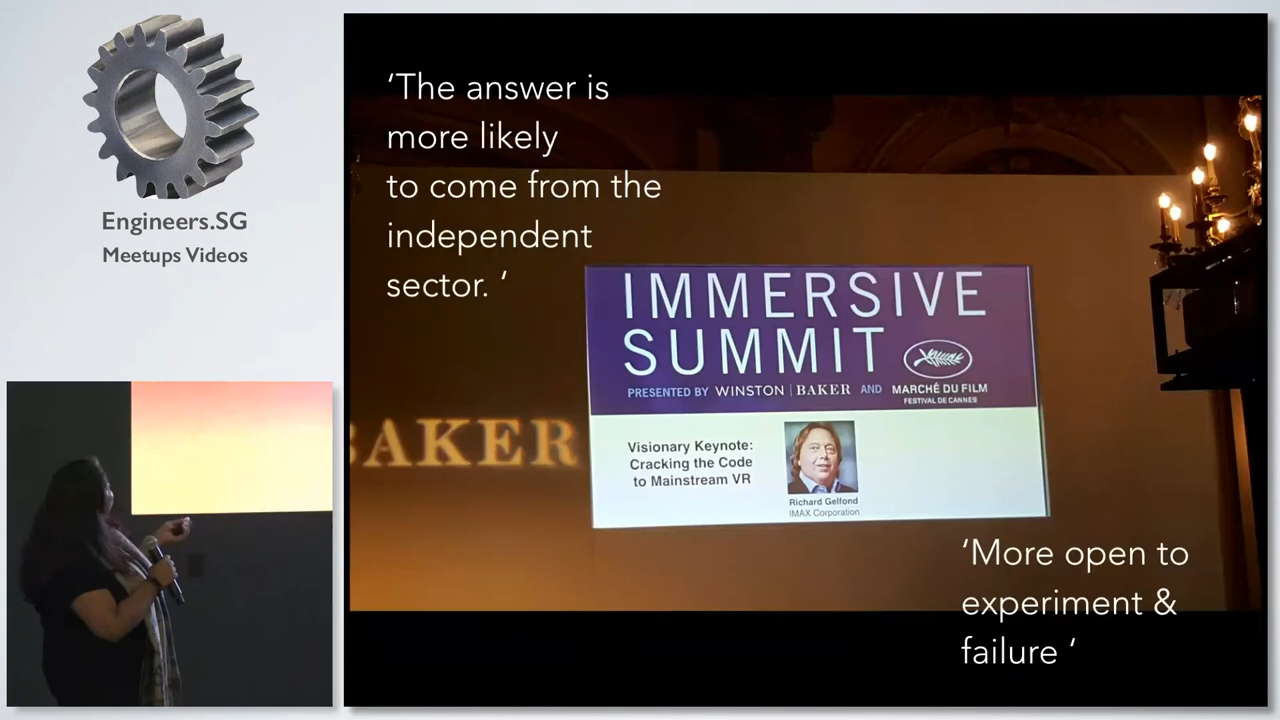 Engineers.SG
Meetups Videos
‘The answer is
more likely
to come from the
independent
sector. ‘
IMMERSIVE
SUMMIT
PRESENTED BY WINSTON | BAKER AND MARCHÉ DU FILM
FESTIVAL DE CANNES
BAKER
Visionary Keynote:
Cracking the Code
to Mainstream VR
Richard Gelfond
IMAX Corporation
‘More open to
experiment &
failure ‘